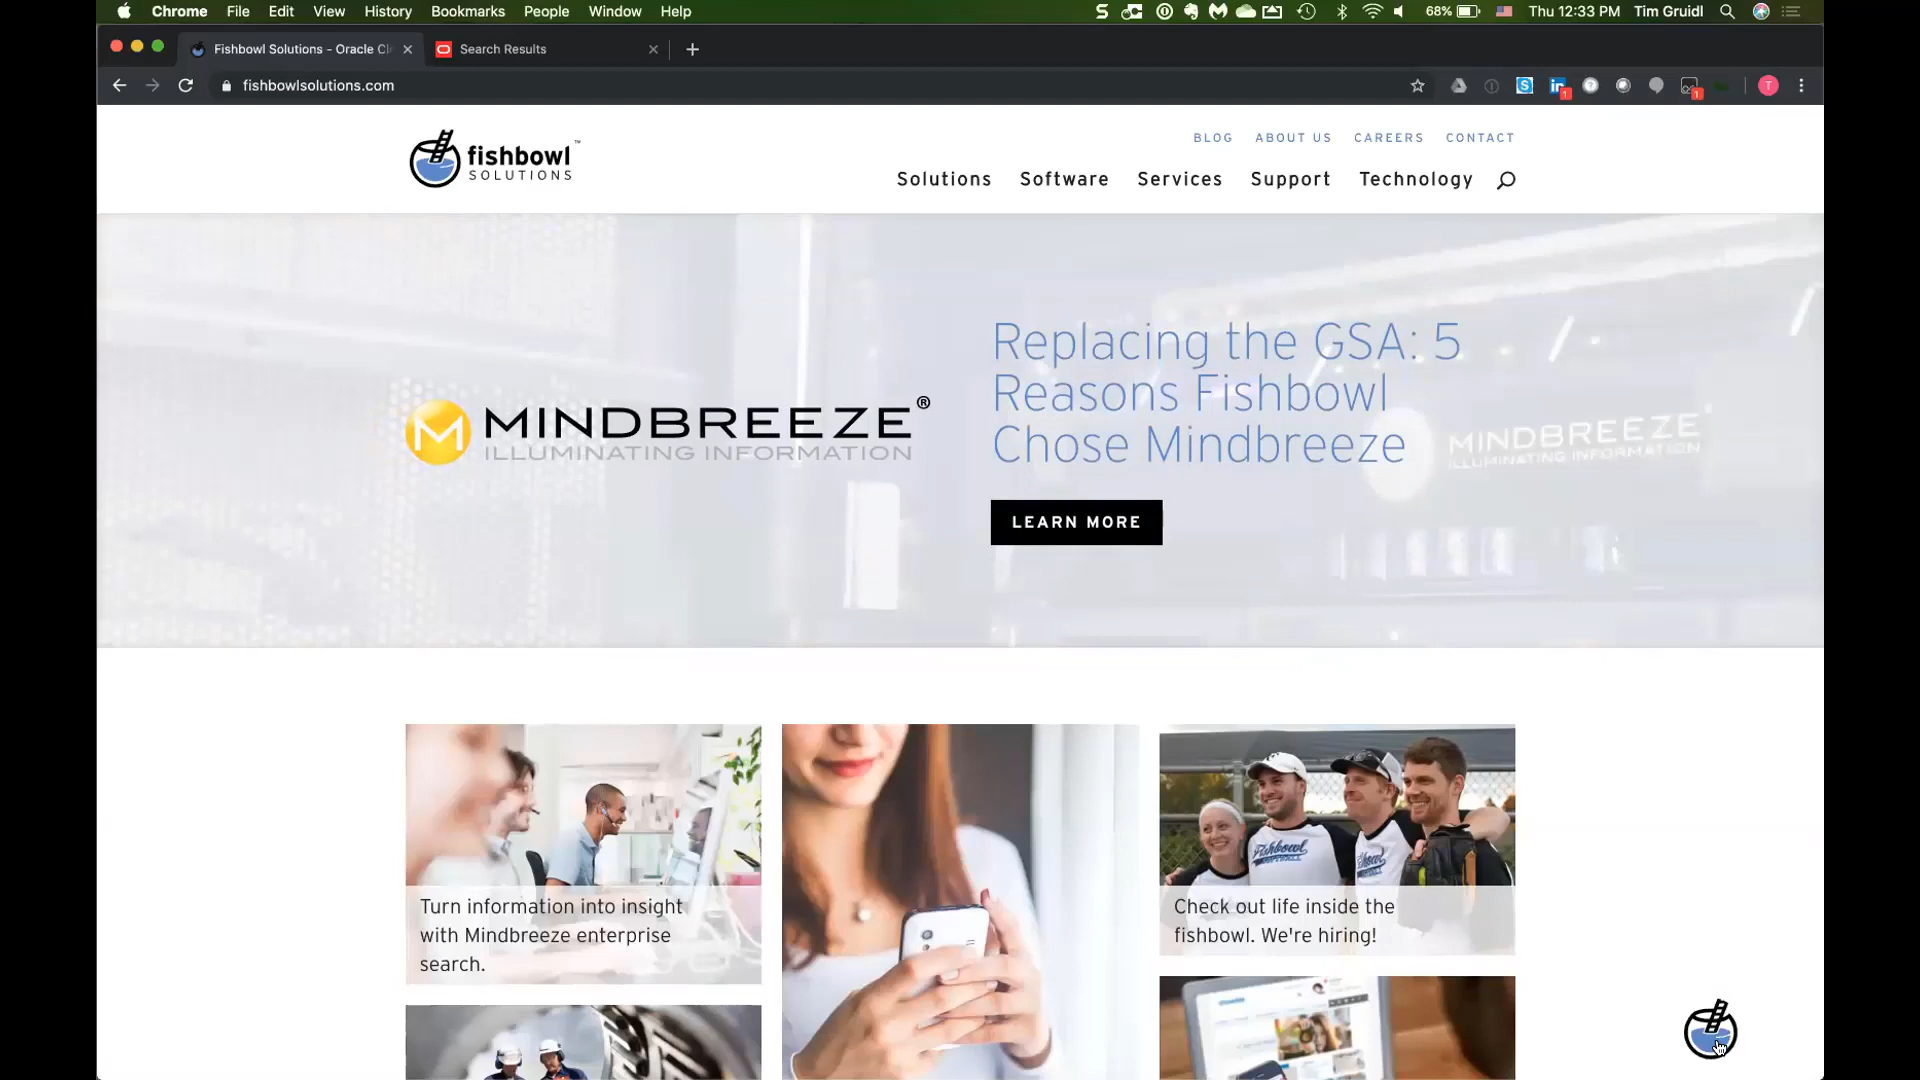 Chrome File Edit View History Bookmarks People Window Help
68% Thu 12:33 PM Tim Gruidl
Fishbowl Solutions - Oracle Cl
Search Results
fishbowlsolutions.com
fishbowl™
SOLUTIONS
BLOG ABOUT US CAREERS CONTACT
Solutions Software Services Support Technology
MINDBREEZE®
ILLUMINATING INFORMATION
Replacing the GSA: 5
Reasons Fishbowl
Chose Mindbreeze
LEARN MORE
MINDBREEZE
ILLUMINATING INFORMATION
Turn information into insight
with Mindbreeze enterprise
search.
Fishbowl
Check out life inside the
fishbowl. We're hiring!